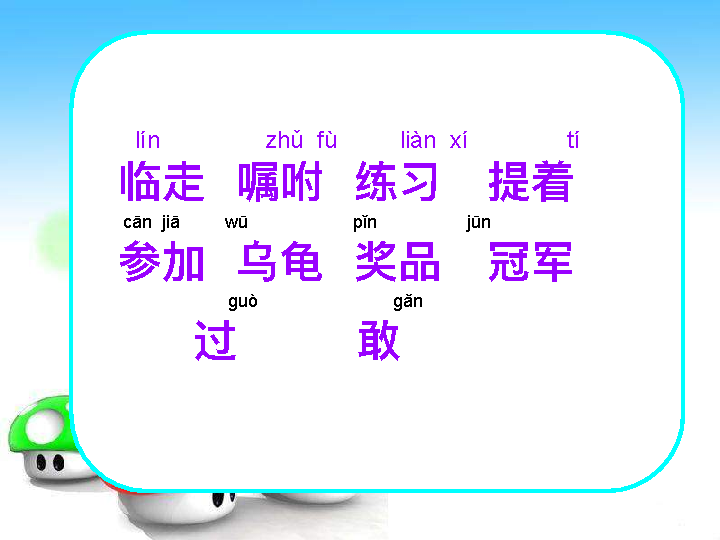 lín zhǔ fù liàn xí tí
临走 嘱咐 练习 提着
cān jiā wū pǐn jūn
参加 乌龟 奖品 冠军
guò gǎn
过 敢